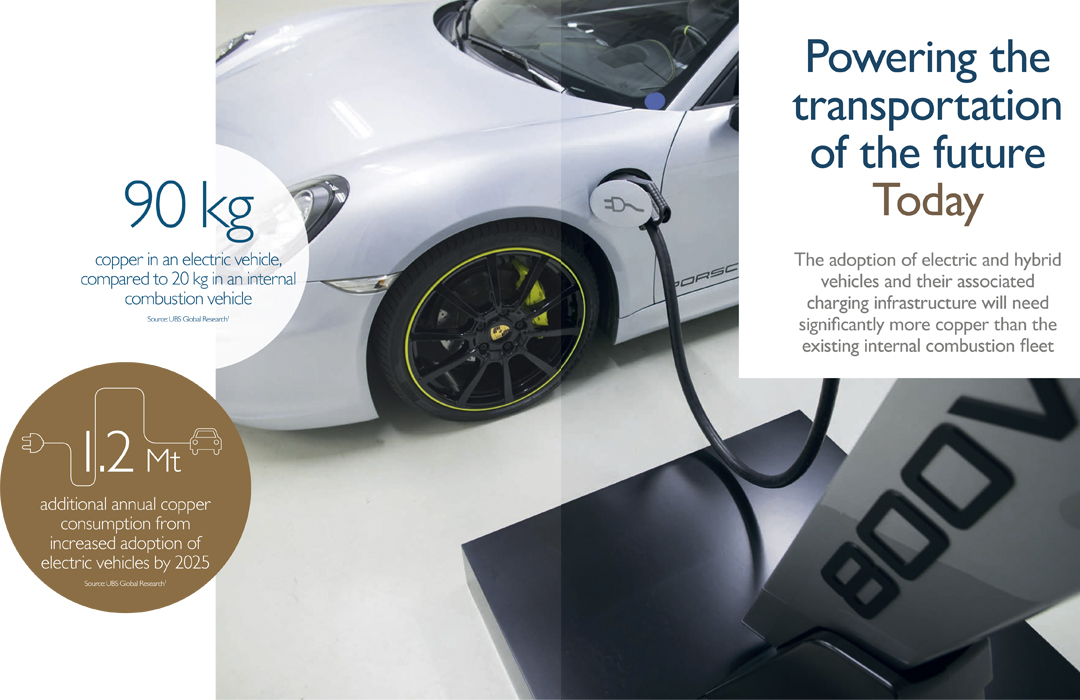 90 kg
copper in an electric vehicle,
compared to 20 kg in an internal
combustion vehicle
Source: UBS Global Research¹
1.2 Mt
additional annual copper
consumption from
increased adoption of
electric vehicles by 2025
Source: UBS Global Research¹
Powering the
transportation
of the future
Today
The adoption of electric and hybrid
vehicles and their associated
charging infrastructure will need
significantly more copper than the
existing internal combustion fleet
PORSC
800V